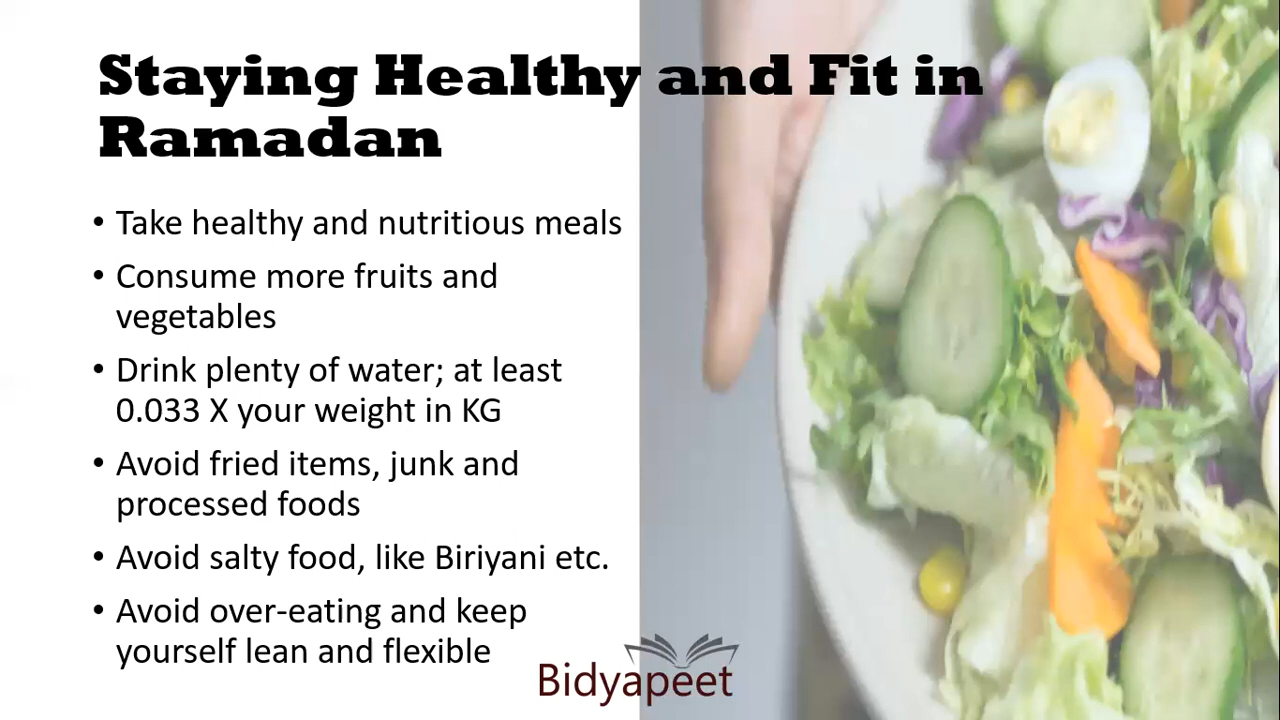 Staying Healthy and Fit in
Ramadan
• Take healthy and nutritious meals
• Consume more fruits and
vegetables
• Drink plenty of water; at least
0.033 X your weight in KG
• Avoid fried items, junk and
processed foods
• Avoid salty food, like Biriyani etc.
• Avoid over-eating and keep
yourself lean and flexible
Bidyapeet